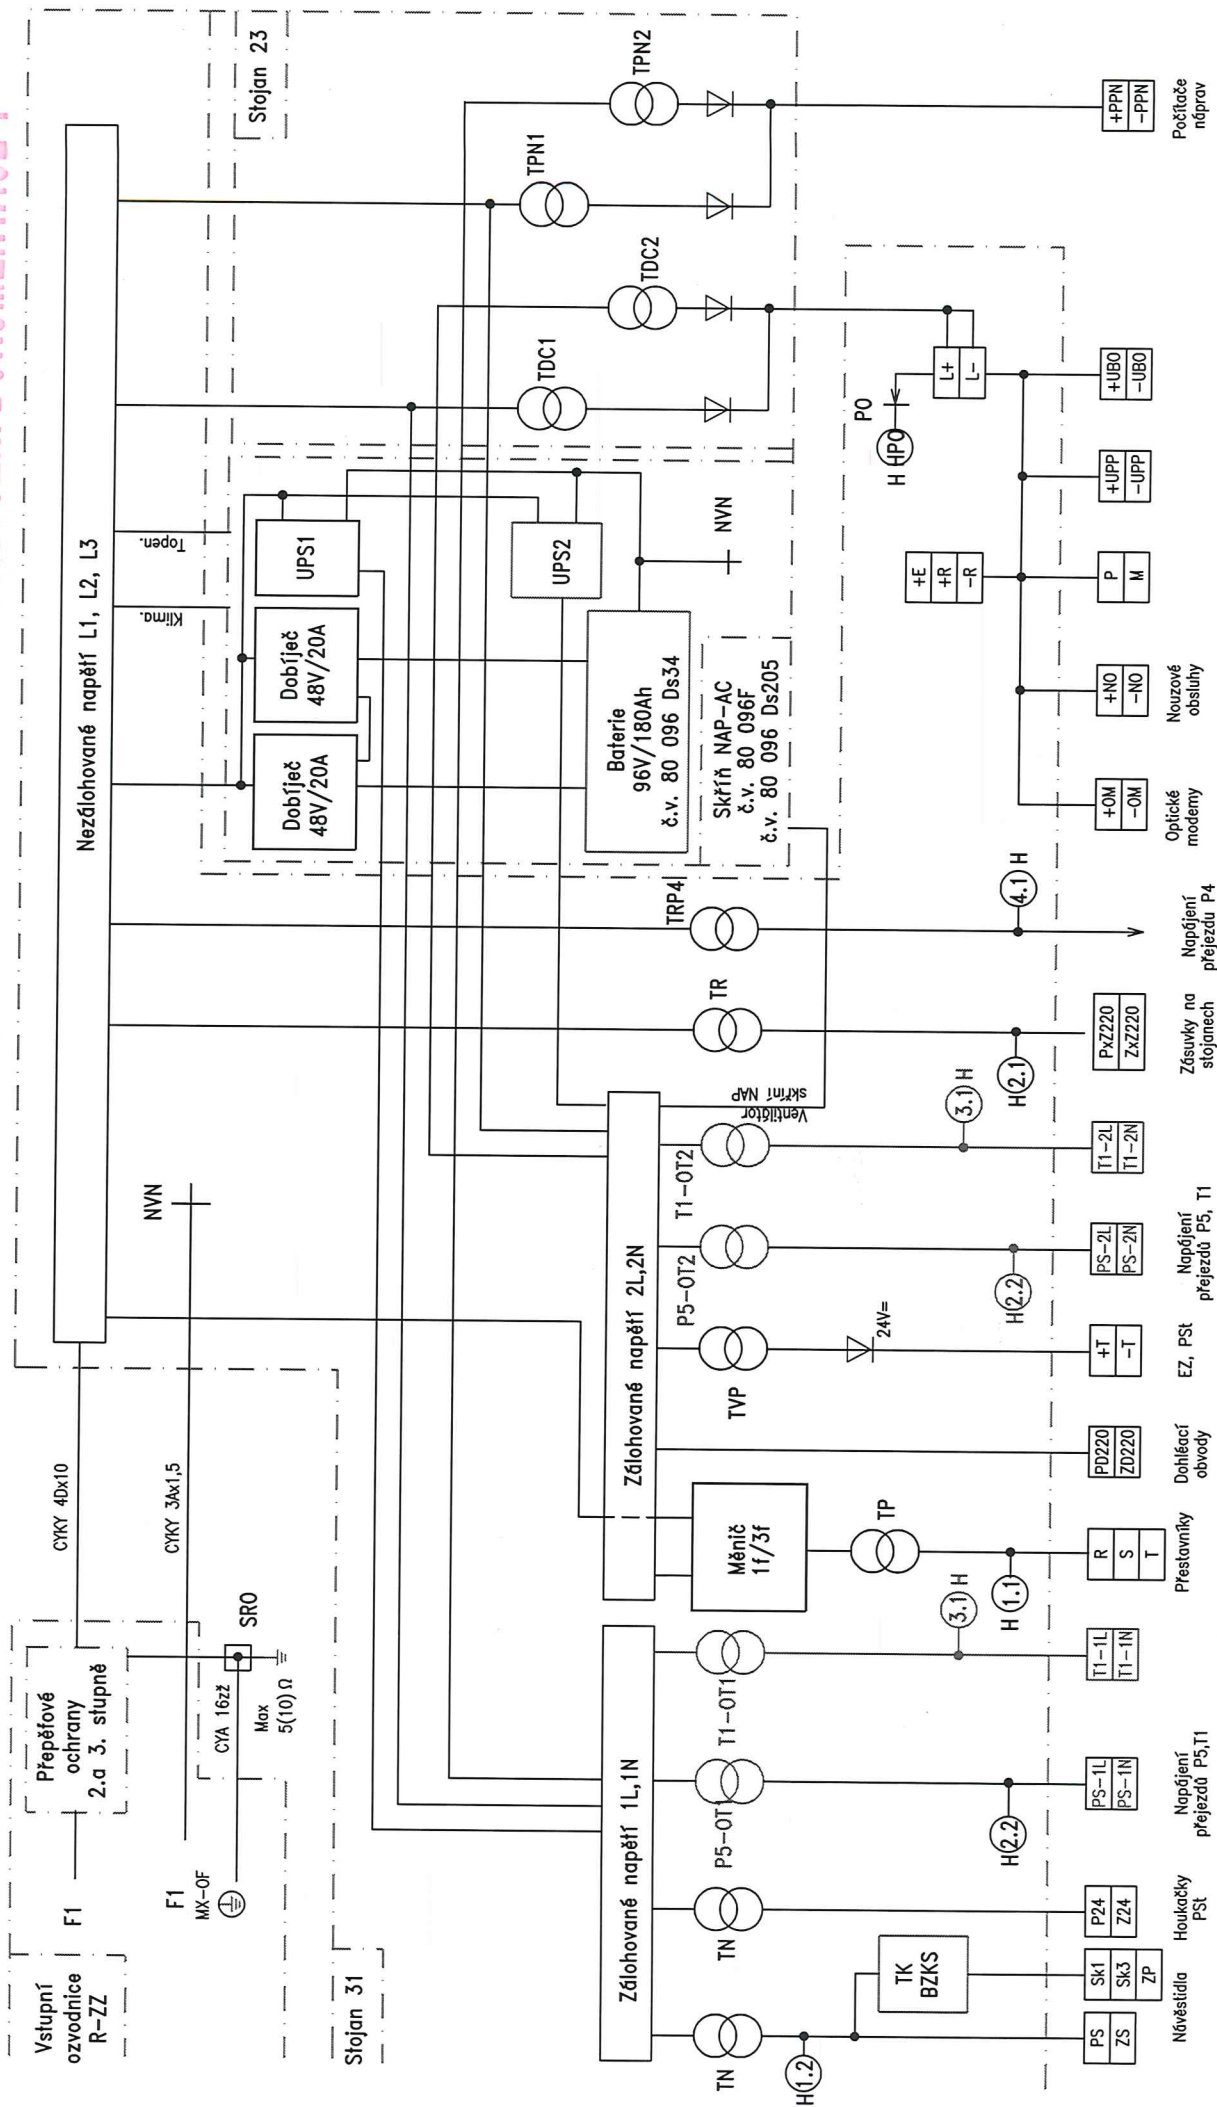 Vstupní
ozvodnice
R-ZZ
F1
Přepěťové
ochrany
2.a 3. stupně
CYKY 4Dx10
F1
MX-OF
CYA 16zž
Max
5(10) Ω
SRO
CYKY 3Ax1,5
NVN
Stojan 31
Nezálohované napětí L1, L2, L3
Klima.
Topen.
Stojan 23
Dobíječ
48V/20A
Dobíječ
48V/20A
UPS1
UPS2
Baterie
96V/180Ah
č.v. 80 096 Ds34
NVN
Skříň NAP-AC
č.v. 80 096F
č.v. 80 096 Ds205
TDC1
TDC2
TPN1
TPN2
Zálohované napětí 1L,1N
Zálohované napětí 2L,2N
Ventilátor
skříní NAP
TN
TN
P5-OT1
T1-OT1
Měnič
1f/3f
TP
TVP
24V=
P5-OT2
T1-OT2
TR
TRP4
PO
H HPO
L+
L-
+E
+R
-R
H 1.2
TK
BZKS
H 2.2
3.1 H
H 1.1
H 2.2
3.1 H
H 2.1
4.1 H
PS
ZS
Sk1
Sk3
ZP
Návěstidla
P24
Z24
Houkačky
PSt
PS-1L
PS-1N
Napájení
přejezdů P5,T1
T1-1L
T1-1N
R
S
T
Přestavníky
PD220
ZD220
Dohlécací
obvody
+T
-T
EZ, PSt
PS-2L
PS-2N
Napájení
přejezdů P5, T1
T1-2L
T1-2N
PxZ220
ZxZ220
Zásuvky na
stojanech
Napájení
přejezdu P4
+OM
-OM
Optické
modemy
+NO
-NO
Nouzové
obsluhy
P
M
+UPP
-UPP
+UBO
-UBO
+PPN
-PPN
Počítače
náprav